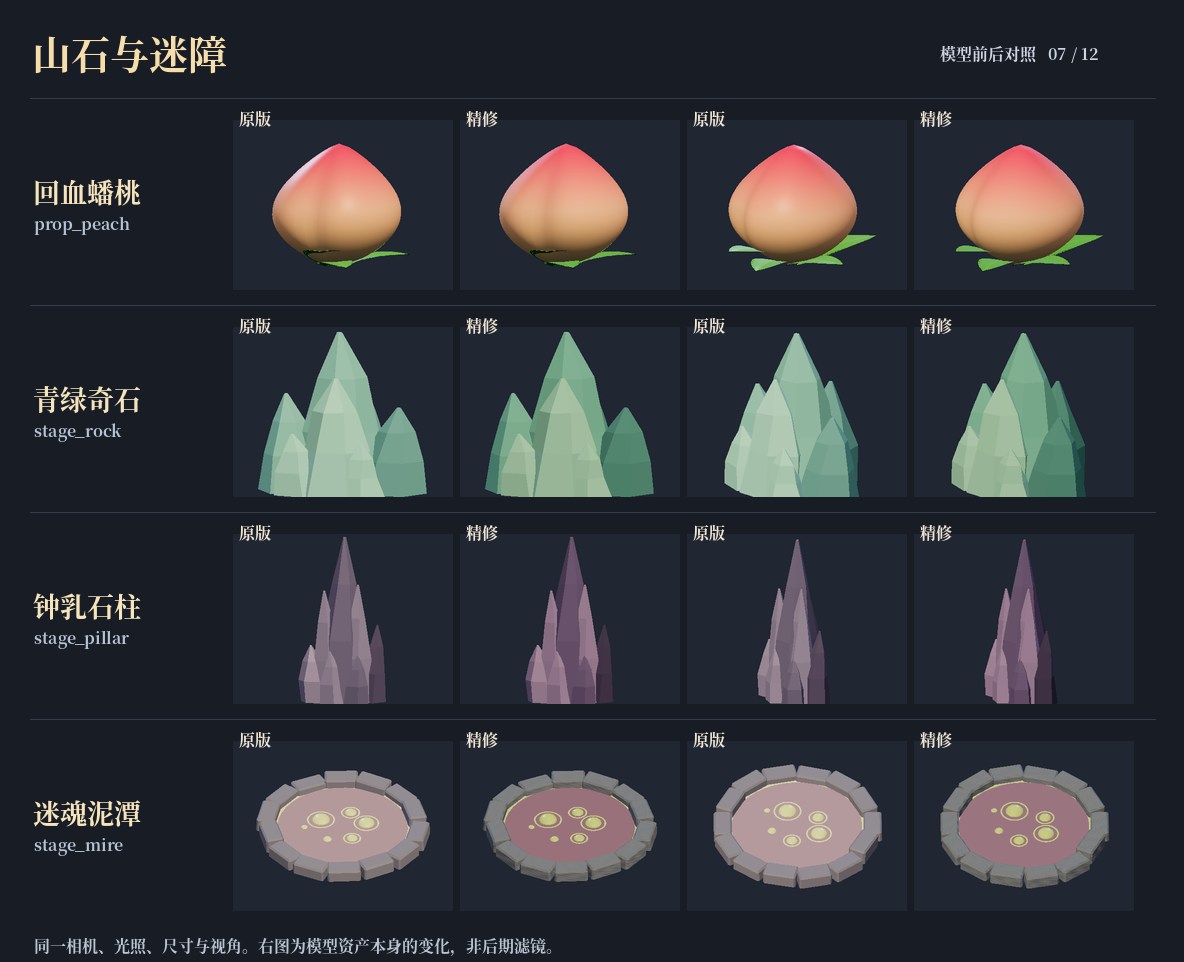 山石与迷障
模型前后对照 07 / 12
原版 精修 原版 精修
回血蟠桃
prop_peach
原版 精修 原版 精修
青绿奇石
stage_rock
原版 精修 原版 精修
钟乳石柱
stage_pillar
原版 精修 原版 精修
迷魂泥潭
stage_mire
同一相机、光照、尺寸与视角。右图为模型资产本身的变化，非后期滤镜。